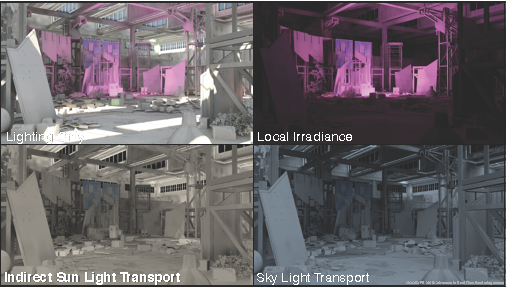 Lighting Only
Local Irradiance
Indirect Sun Light Transport
Sky Light Transport